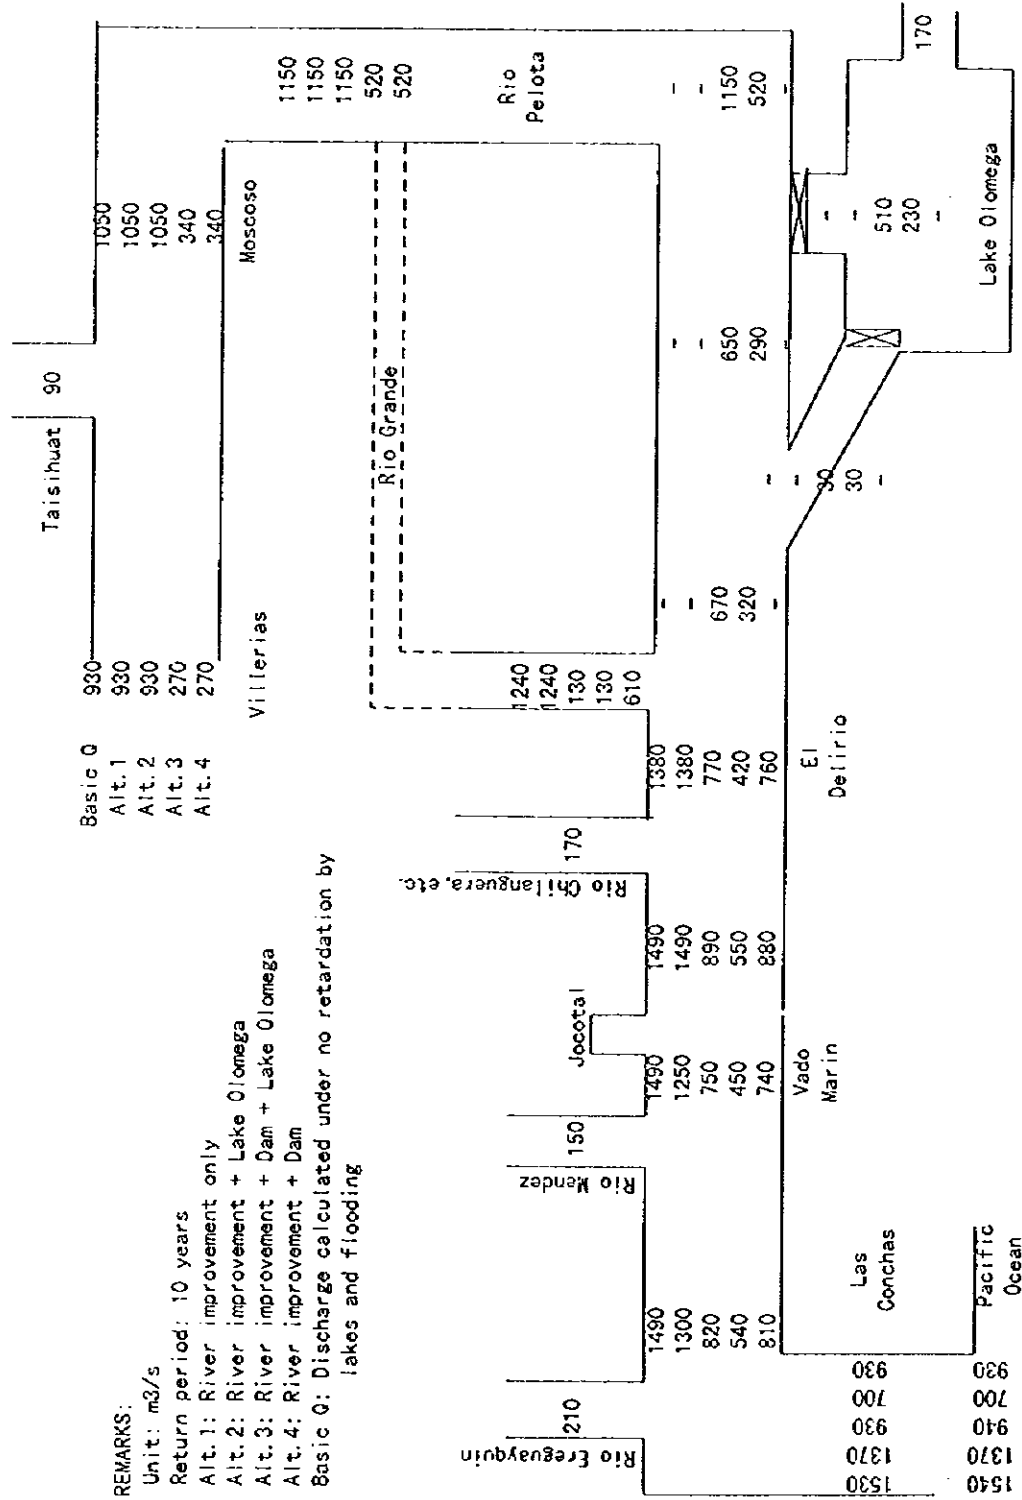 Taisihuat 90
Basic Q 930 1050
Alt.1 930 1050
Alt.2 930 1050
Alt.3 270 340
Alt.4 270 340
Villerias
Moscoso
1150
1150
1150
520
520
Rio
Pelota
Rio Grande
REMARKS:
Unit: m3/s
Return period: 10 years
Alt.1: River improvement only
Alt.2: River improvement + Lake Olomega
Alt.3: River improvement + Dam + Lake Olomega
Alt.4: River improvement + Dam
Basic Q: Discharge calculated under no retardation by
lakes and flooding
Rio Ereguayquin
210
Rio Mendez
150
Jocotal
Rio Chilanguera,etc.
170
1240
1240
130
130
610
1490
1300
820
540
810
1490
1250
750
450
740
1490
1490
890
550
880
1380
1380
770
420
760
-
-
670
320
-
-
-
650
290
-
-
-
1150
520
-
Las
Conchas
Vado
Marin
El
Delirio
-
-
30
30
-
-
-
510
230
-
170
Lake Olomega
1530
1370
930
700
930
1540
1370
940
700
930
Pacific
Ocean